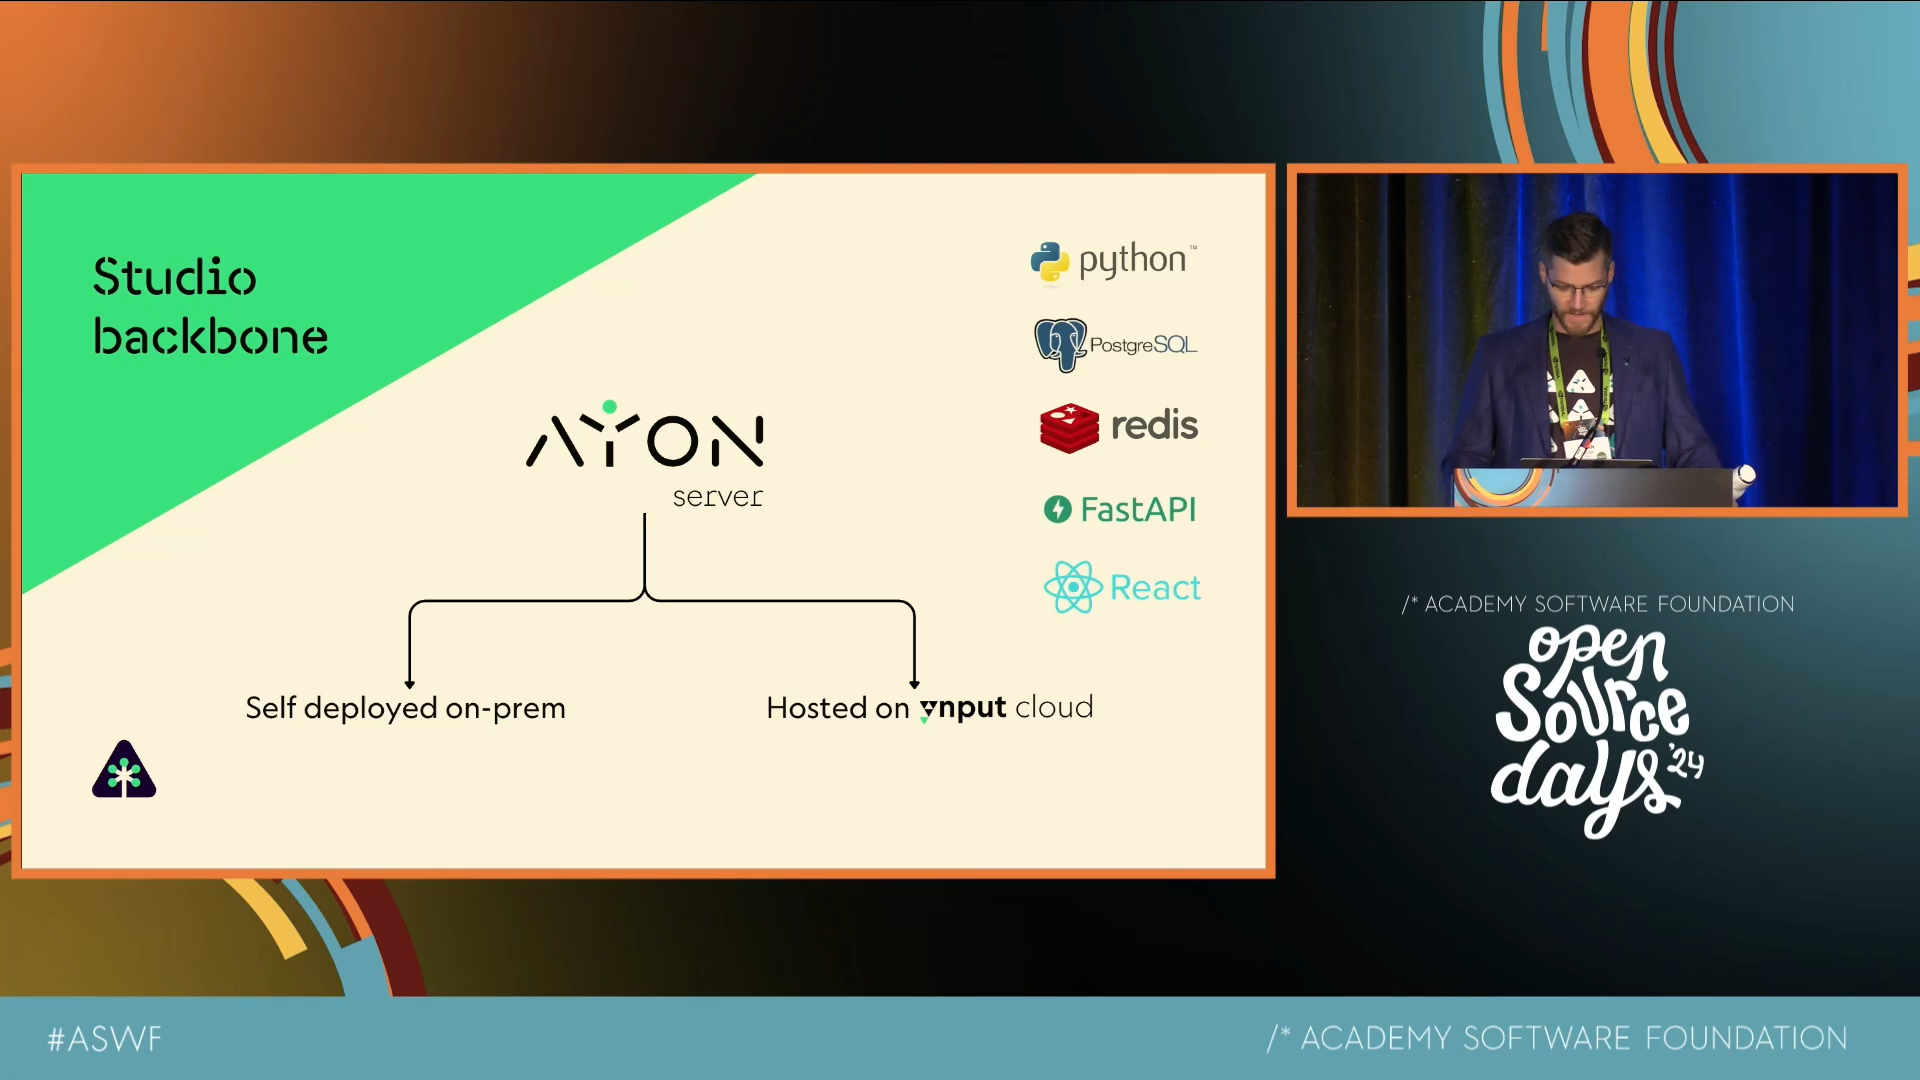 Studio
backbone
AYON
server
Self deployed on-prem
Hosted on ynput cloud
python™
PostgreSQL
redis
FastAPI
React
/* ACADEMY SOFTWARE FOUNDATION
open
Source
days '24
#ASWF
/* ACADEMY SOFTWARE FOUNDATION